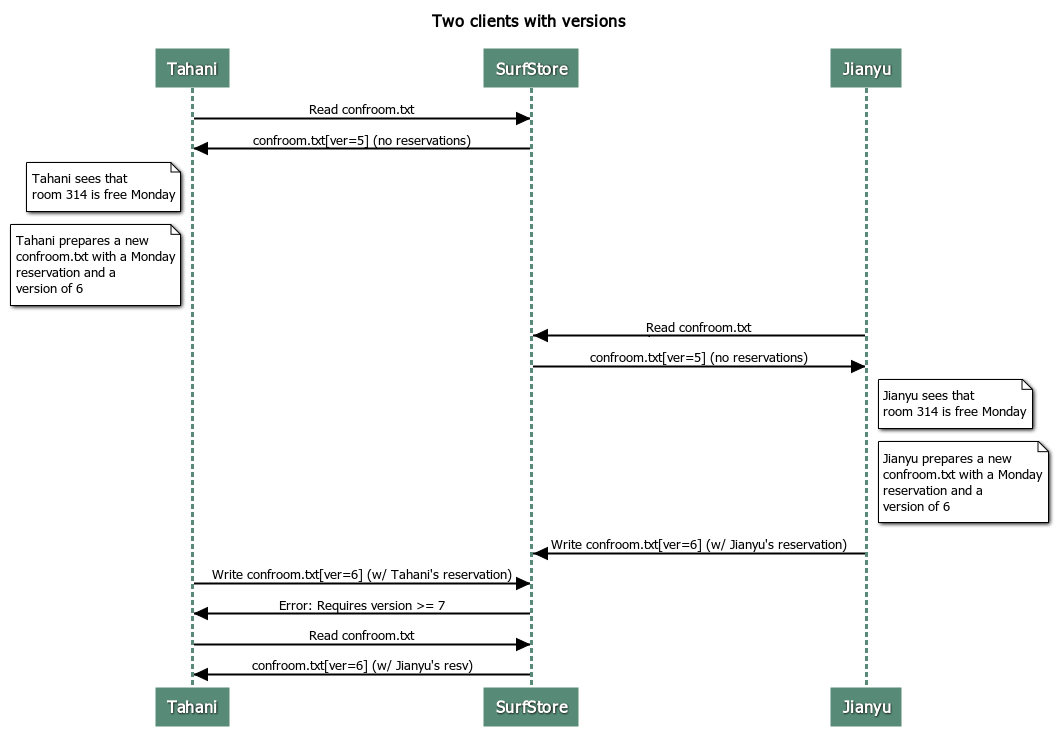 Two clients with versions
Tahani
SurfStore
Jianyu
Read confroom.txt
confroom.txt[ver=5] (no reservations)
Tahani sees that
room 314 is free Monday
Tahani prepares a new
confroom.txt with a Monday
reservation and a
version of 6
Read confroom.txt
confroom.txt[ver=5] (no reservations)
Jianyu sees that
room 314 is free Monday
Jianyu prepares a new
confroom.txt with a Monday
reservation and a
version of 6
Write confroom.txt[ver=6] (w/ Jianyu's reservation)
Write confroom.txt[ver=6] (w/ Tahani's reservation)
Error: Requires version >= 7
Read confroom.txt
confroom.txt[ver=6] (w/ Jianyu's resv)
Tahani
SurfStore
Jianyu